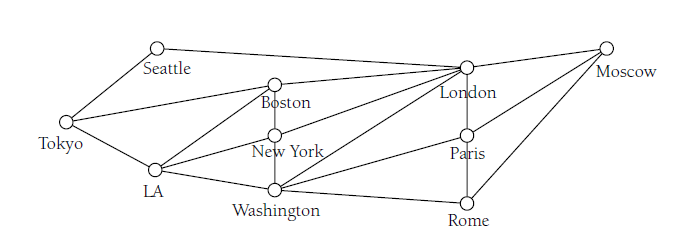 Seattle
Moscow
London
Boston
Tokyo
New York
Paris
LA
Washington
Rome